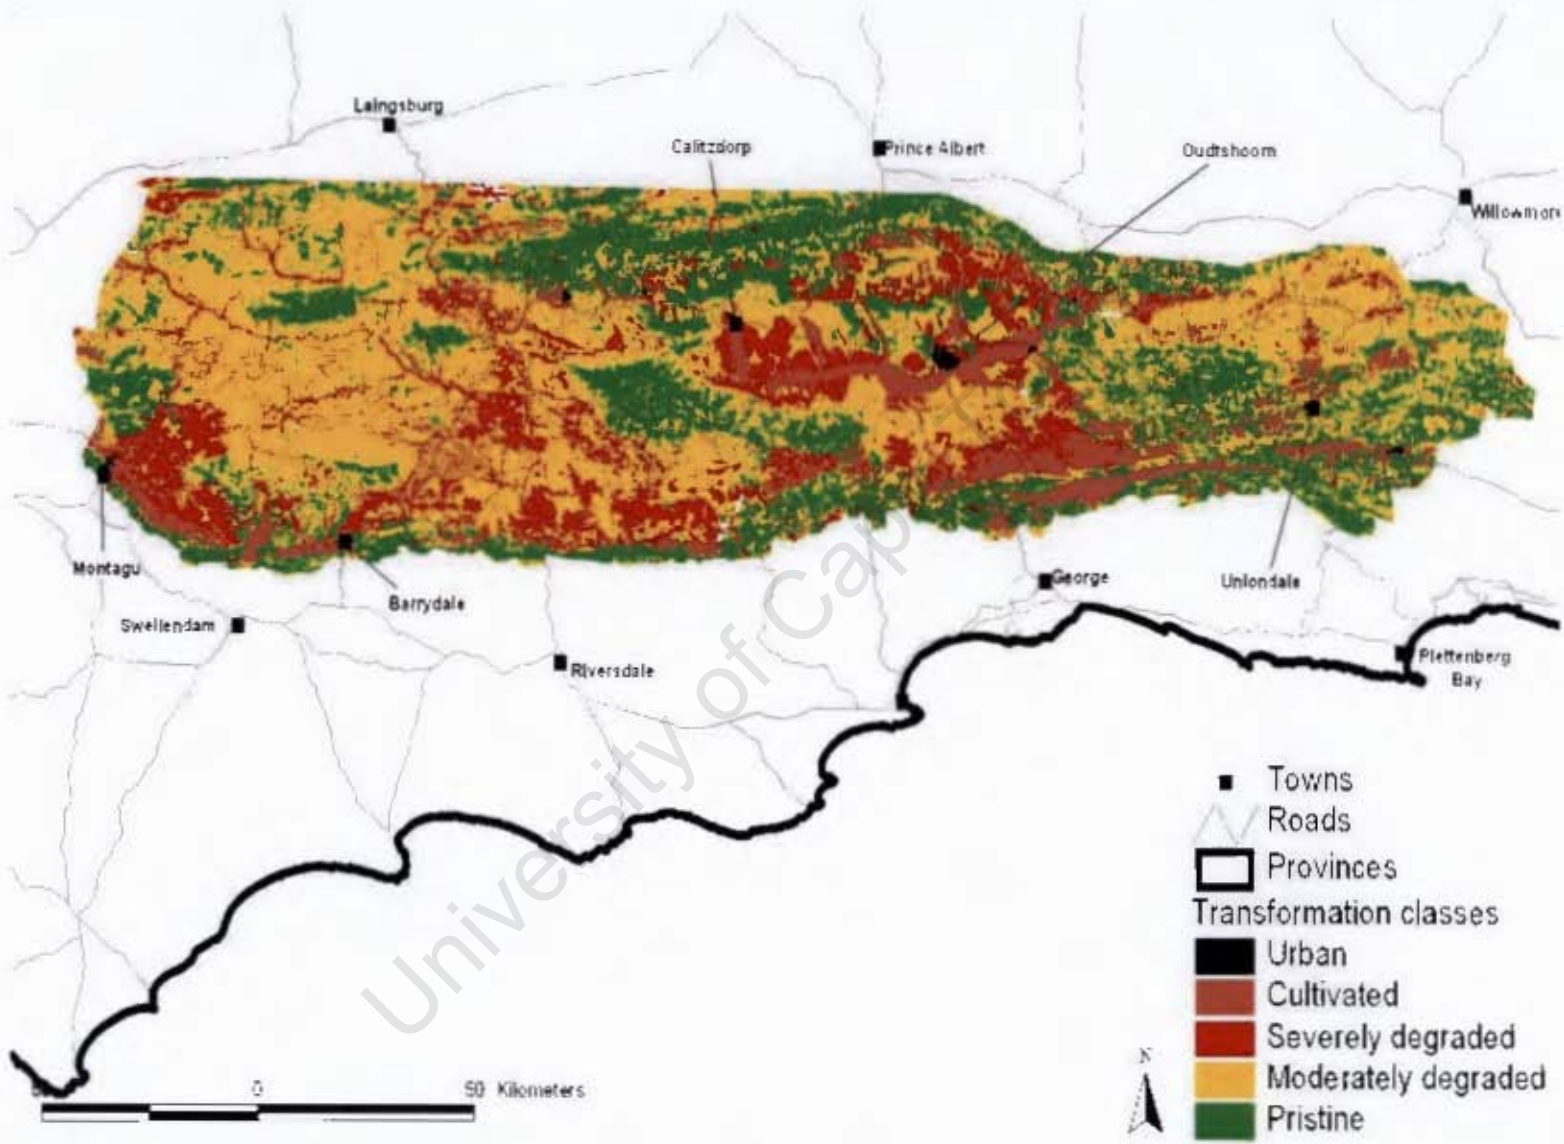 Laingsburg
Calitzdorp
Prince Albert
Oudtshoorn
Willowmore
Montagu
Barrydale
Swellendam
Riversdale
George
Uniondale
Plettenberg
Bay
University of Cape
Towns
Roads
Provinces
Transformation classes
Urban
Cultivated
Severely degraded
Moderately degraded
Pristine
N
0
50 Kilometers